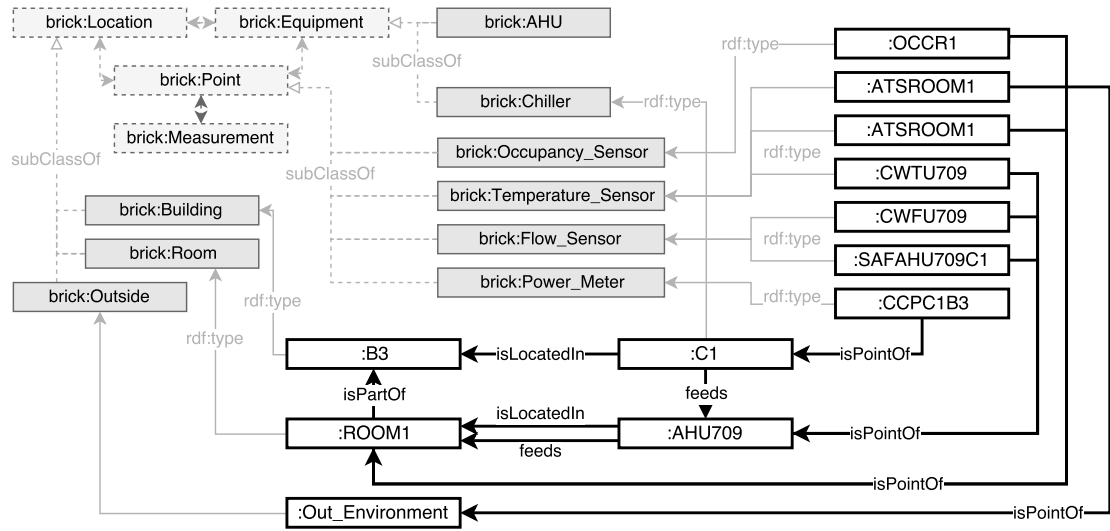 brick:Location
brick:Equipment
brick:AHU
:OCCR1
rdf:type
subClassOf
brick:Point
:ATSROOM1
brick:Chiller
rdf:type
brick:Measurement
:ATSROOM1
subClassOf
brick:Occupancy_Sensor
rdf:type
subClassOf
:CWTU709
brick:Temperature_Sensor
brick:Building
:CWFU709
brick:Flow_Sensor
rdf:type
brick:Room
:SAFAHU709C1
brick:Power_Meter
rdf:type
brick:Outside
rdf:type
:CCPC1B3
rdf:type
:B3
isLocatedIn
:C1
isPointOf
isPartOf
feeds
isLocatedIn
:ROOM1
:AHU709
isPointOf
feeds
isPointOf
:Out_Environment
isPointOf